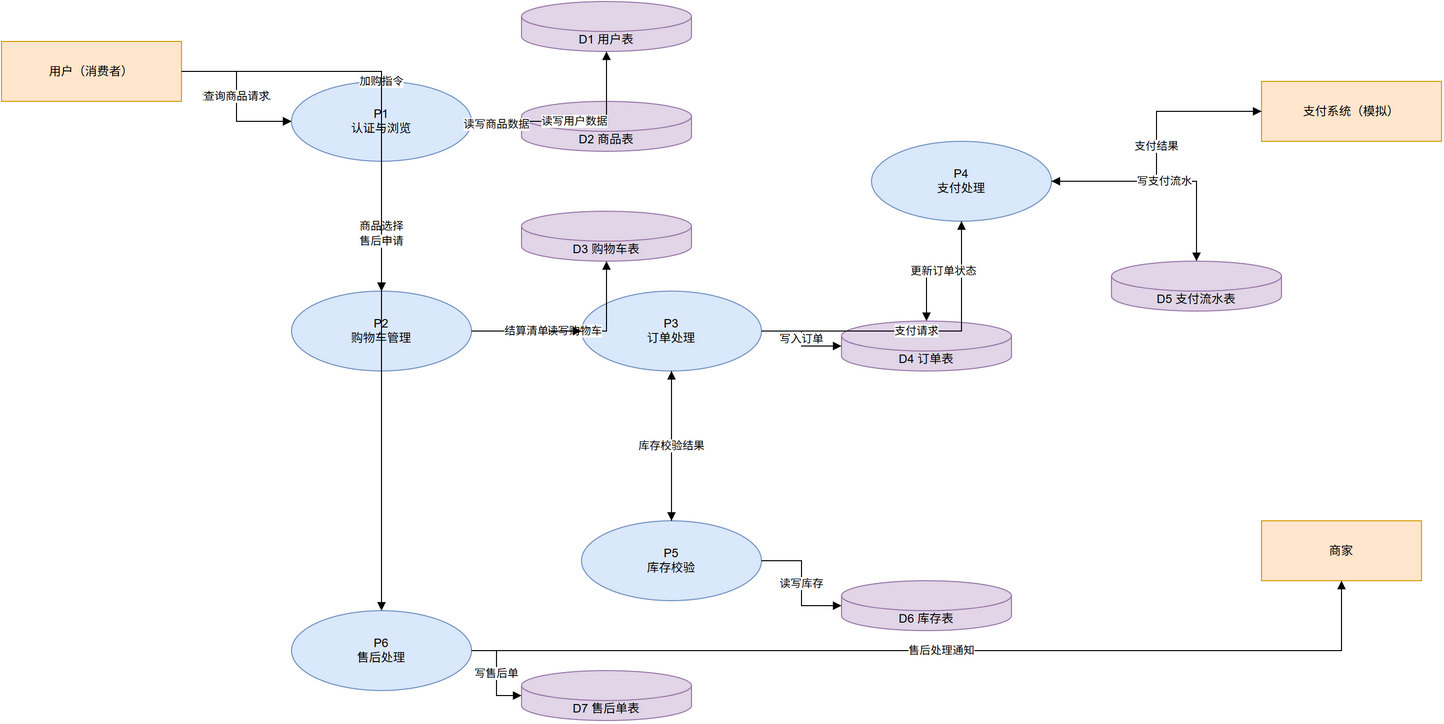 D1 用户表
用户（消费者）
加购指令
查询商品请求
P1
认证与浏览
读写商品数据
读写用户数据
D2 商品表
支付系统（模拟）
支付结果
P4
支付处理
写支付流水
商品选择
售后申请
D3 购物车表
更新订单状态
D5 支付流水表
P2
购物车管理
结算清单
读写购物车
P3
订单处理
写入订单
支付请求
D4 订单表
库存校验结果
P5
库存校验
读写库存
D6 库存表
商家
P6
售后处理
售后处理通知
写售后单
D7 售后单表